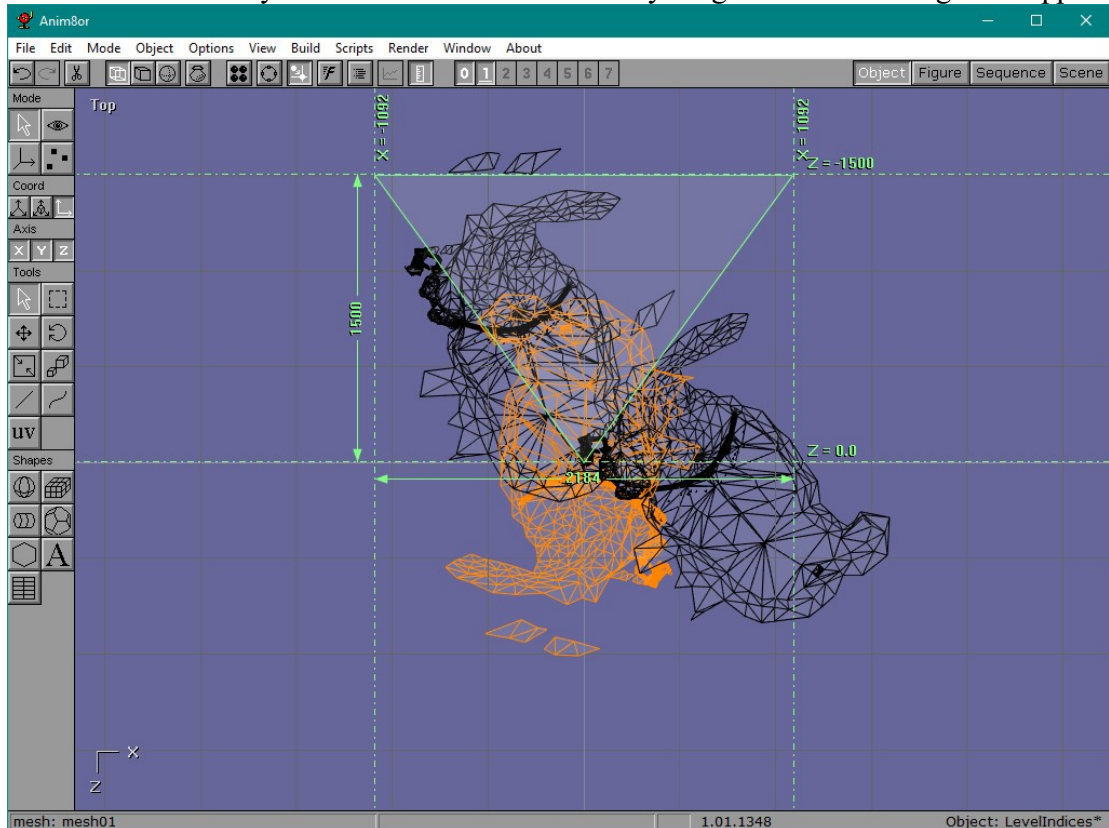 Anim8or
File Edit Mode Object Options View Build Scripts Render Window About
0 1 2 3 4 5 6 7
Object Figure Sequence Scene
Mode
Top
X = -1092
X = 1092
Z = -1500
Coord
Axis
X Y Z
Tools
1500
Z = 0.0
2184
UV
Shapes
A
X
Z
mesh: mesh01 1.01.1348 Object: LevelIndices*